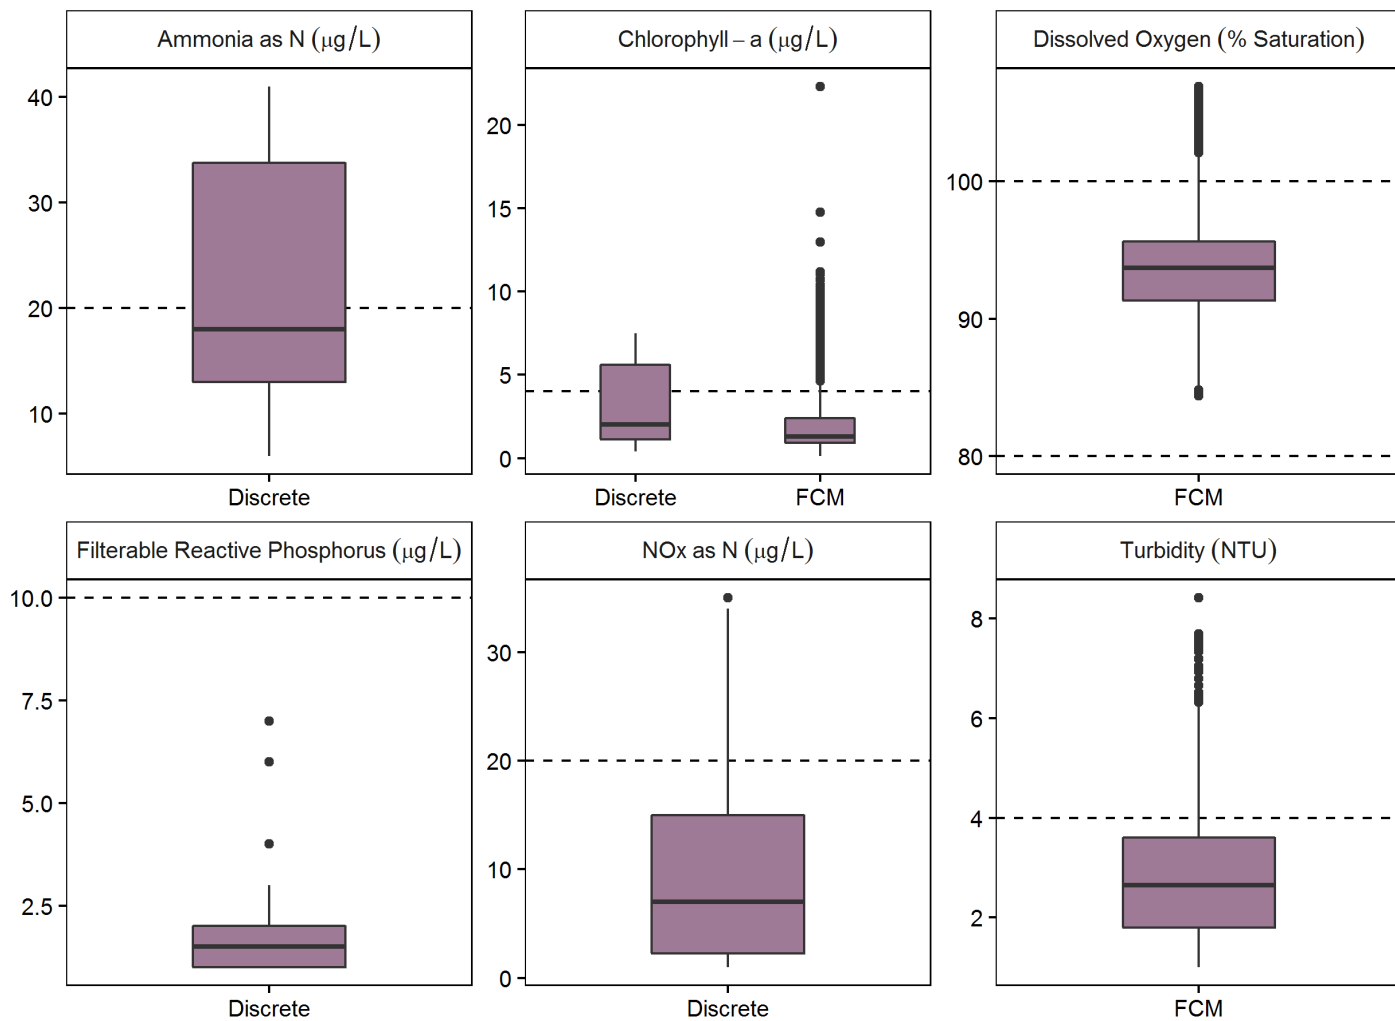 Ammonia as N (μg/L)
40
30
20
10
Discrete
Chlorophyll – a (μg/L)
20
15
10
5
0
Discrete FCM
Dissolved Oxygen (% Saturation)
100
90
80
FCM
Filterable Reactive Phosphorus (μg/L)
10.0
7.5
5.0
2.5
Discrete
NOx as N (μg/L)
30
20
10
0
Discrete
Turbidity (NTU)
8
6
4
2
FCM